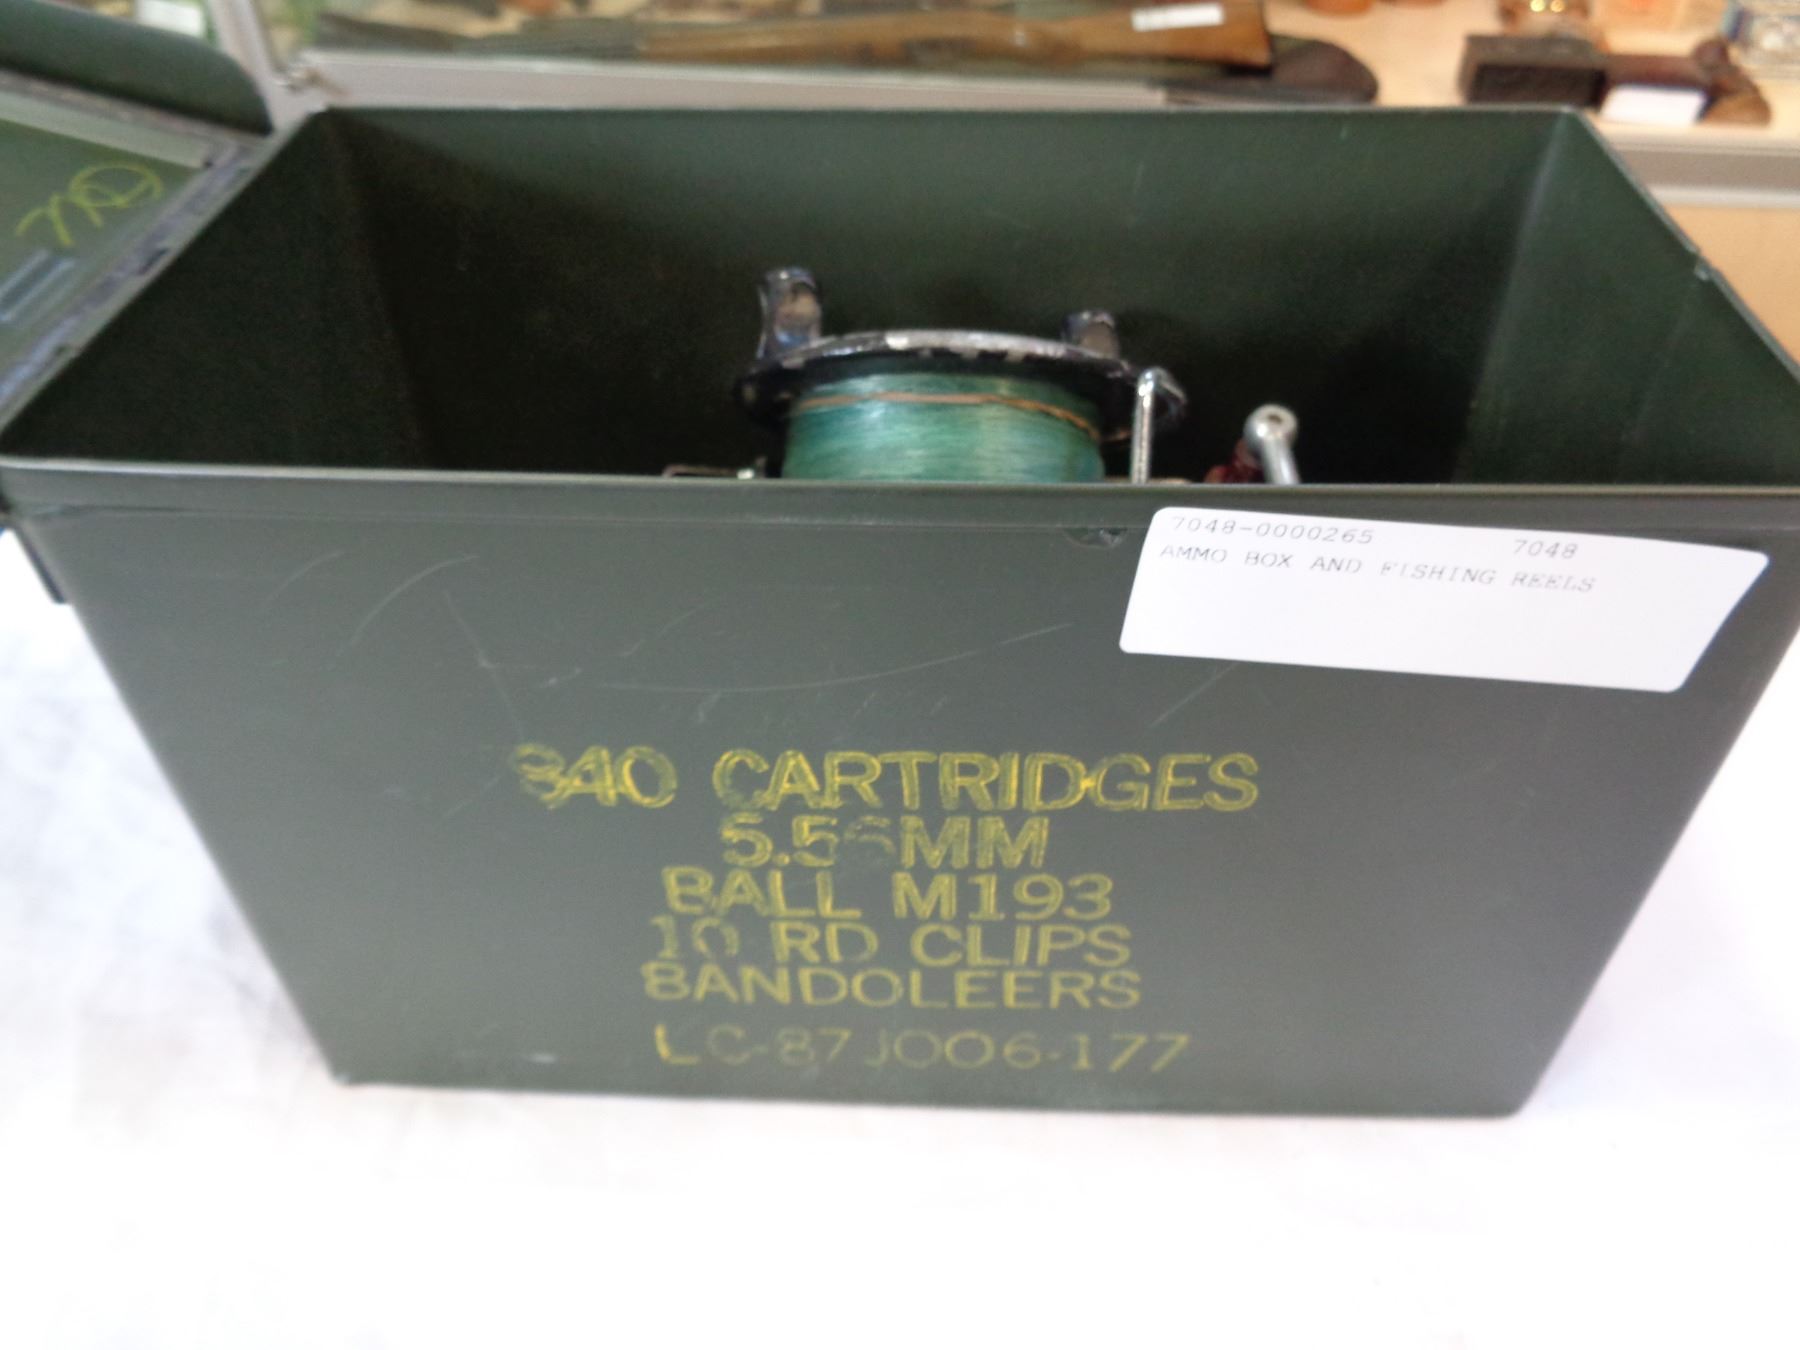 7048-0000265 7048
AMMO BOX AND FISHING REELS
840 CARTRIDGES
5.56MM
BALL M193
10 RD CLIPS
BANDOLEERS
LC-87J006-177